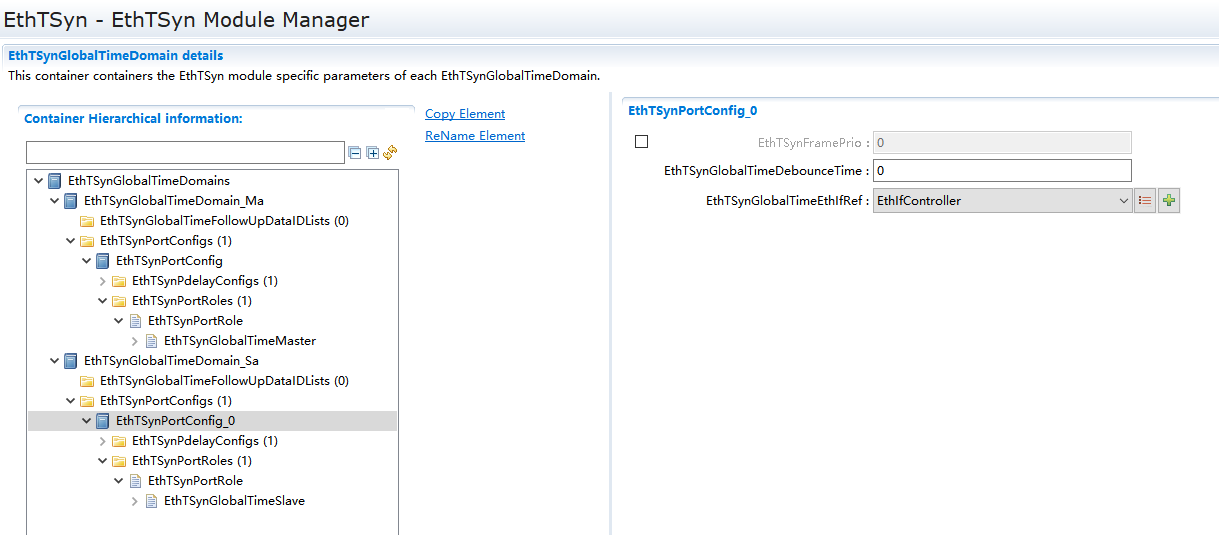 EthTSyn - EthTSyn Module Manager
EthTSynGlobalTimeDomain details
This container containers the EthTSyn module specific parameters of each EthTSynGlobalTimeDomain.
Container Hierarchical information:
Copy Element
ReName Element
EthTSynGlobalTimeDomains
EthTSynGlobalTimeDomain_Ma
EthTSynGlobalTimeFollowUpDataIDLists (0)
EthTSynPortConfigs (1)
EthTSynPortConfig
EthTSynPdelayConfigs (1)
EthTSynPortRoles (1)
EthTSynPortRole
EthTSynGlobalTimeMaster
EthTSynGlobalTimeDomain_Sa
EthTSynGlobalTimeFollowUpDataIDLists (0)
EthTSynPortConfigs (1)
EthTSynPortConfig_0
EthTSynPdelayConfigs (1)
EthTSynPortRoles (1)
EthTSynPortRole
EthTSynGlobalTimeSlave
EthTSynPortConfig_0
EthTSynFramePrio : 0
EthTSynGlobalTimeDebounceTime : 0
EthTSynGlobalTimeEthIfRef : EthIfController